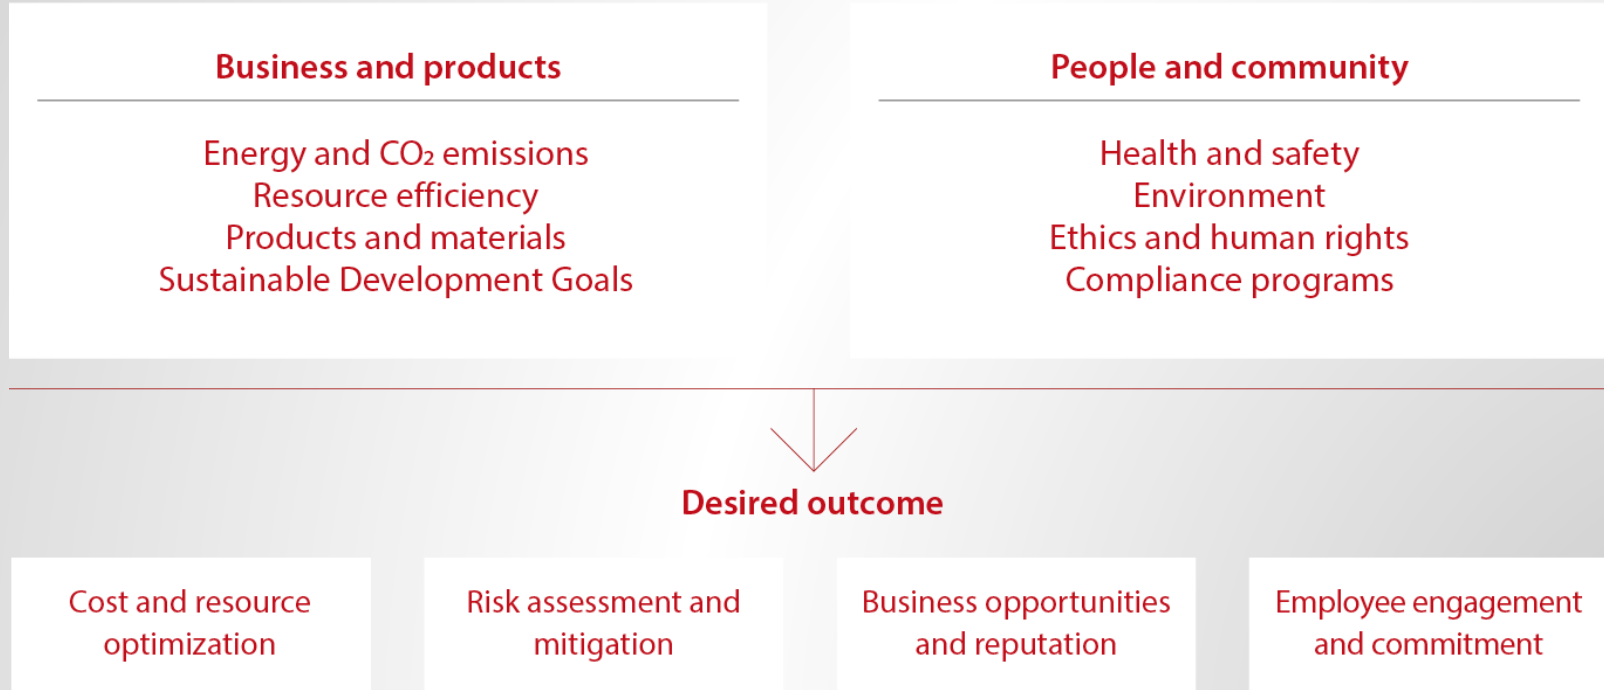 Business and products
Energy and CO₂ emissions
Resource efficiency
Products and materials
Sustainable Development Goals
People and community
Health and safety
Environment
Ethics and human rights
Compliance programs
Desired outcome
Cost and resource
optimization
Risk assessment and
mitigation
Business opportunities
and reputation
Employee engagement
and commitment